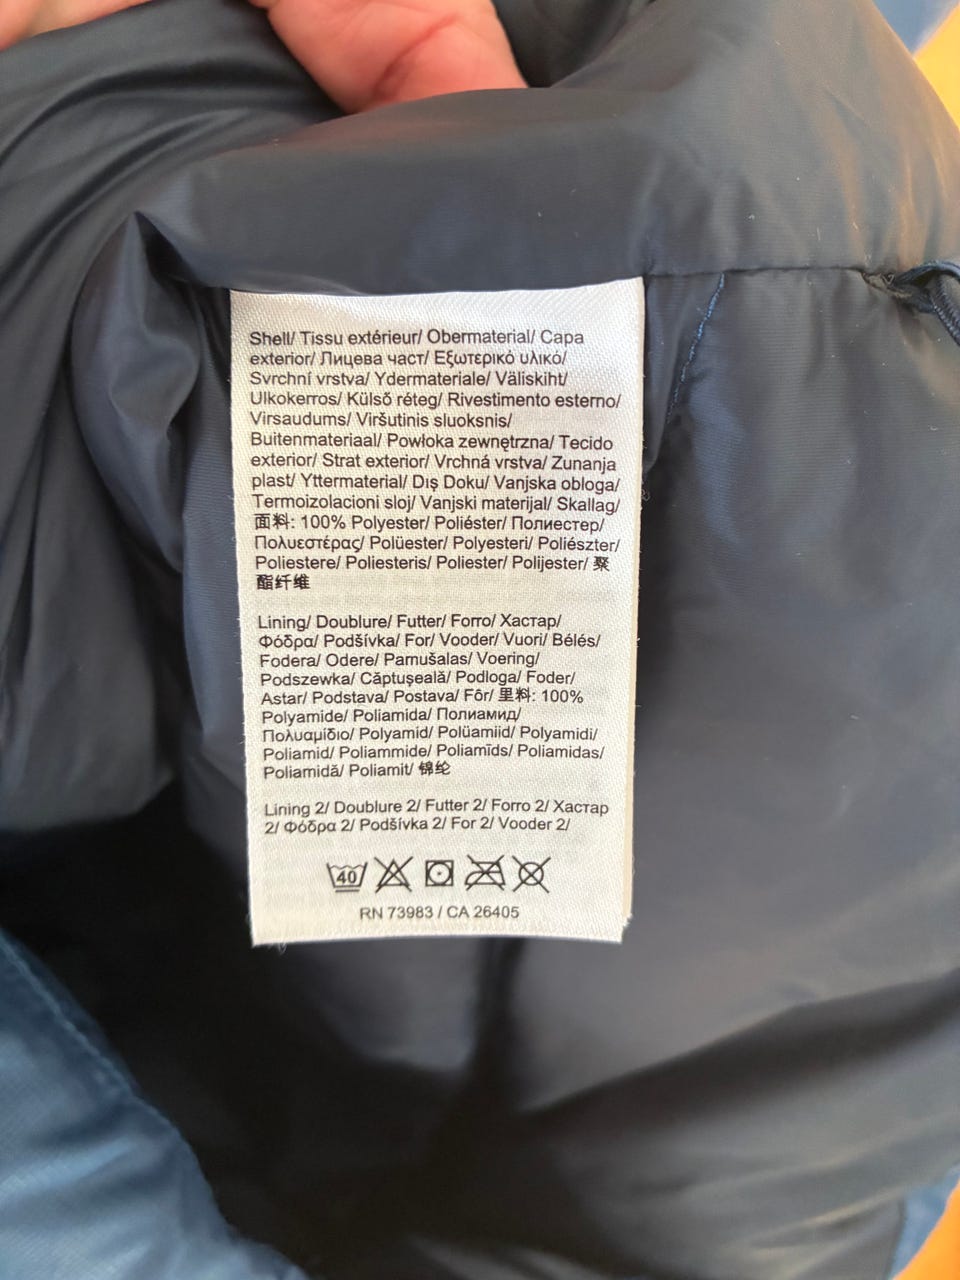 Shell/ Tissu extérieur/ Obermaterial/ Capa
exterior/ Лицева част/ Εξωτερικό υλικό/
Svrchní vrstva/ Ydermateriale/ Väliskiht/
Ulkokerros/ Külső réteg/ Rivestimento esterno/
Virsaudums/ Viršutinis sluoksnis/
Buitenmateriaal/ Powłoka zewnętrzna/ Tecido
exterior/ Strat exterior/ Vrchná vrstva/ Zunanja
plast/ Yttermaterial/ Dış Doku/ Vanjska obloga/
Termoizolacioni sloj/ Vanjski materijal/ Skallag/
面料: 100% Polyester/ Poliéster/ Полиестер/
Πολυεστέρας/ Polüester/ Polyesteri/ Poliészter/
Poliestere/ Poliesteris/ Poliester/ Polijester/ 聚
酯纤维
Lining/ Doublure/ Futter/ Forro/ Хастар/
Φόδρα/ Podšívka/ For/ Vooder/ Vuori/ Bélés/
Fodera/ Odere/ Pamušalas/ Voering/
Podszewka/ Căptușeală/ Podloga/ Foder/
Astar/ Podstava/ Postava/ Fôr/ 里料: 100%
Polyamide/ Poliamida/ Полиамид/
Πολυαμίδιο/ Polyamid/ Polüamiid/ Polyamidi/
Poliamid/ Poliammide/ Poliamīds/ Poliamidas/
Poliamidă/ Poliamit/ 锦纶
Lining 2/ Doublure 2/ Futter 2/ Forro 2/ Хастар
2/ Φόδρα 2/ Podšívka 2/ For 2/ Vooder 2/
40
RN 73983 / CA 26405